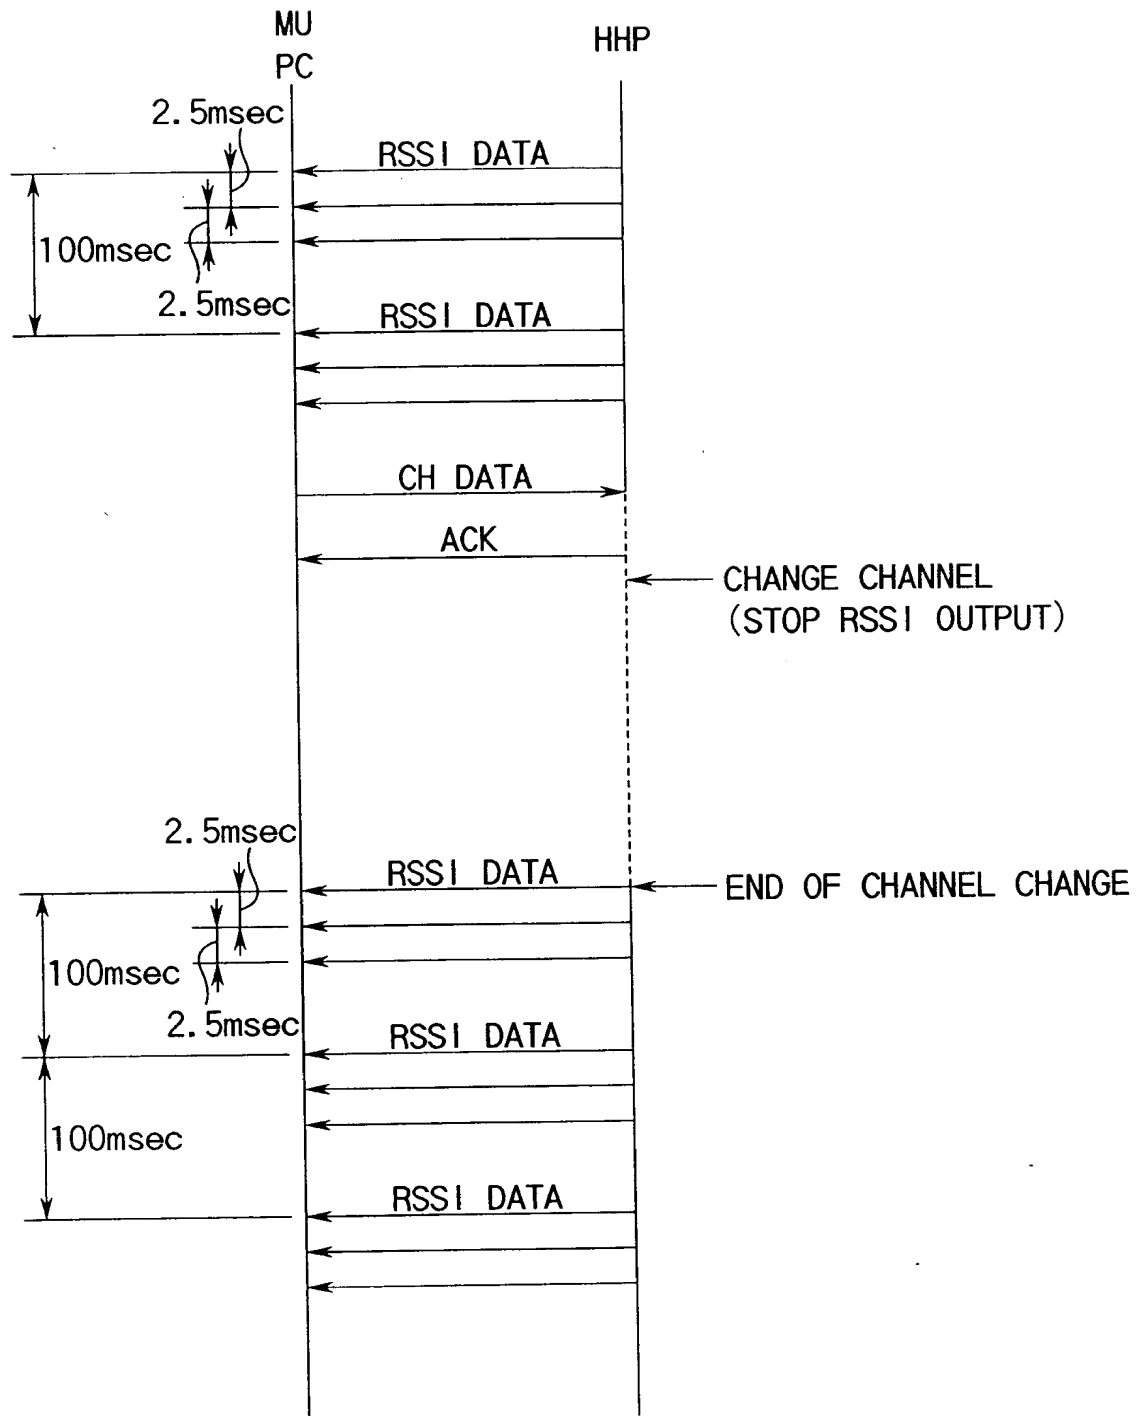 MU
PC
HHP
2.5msec
RSSI DATA
100msec
2.5msec
RSSI DATA
CH DATA
ACK
CHANGE CHANNEL
(STOP RSSI OUTPUT)
2.5msec
RSSI DATA
END OF CHANNEL CHANGE
100msec
2.5msec
RSSI DATA
100msec
RSSI DATA